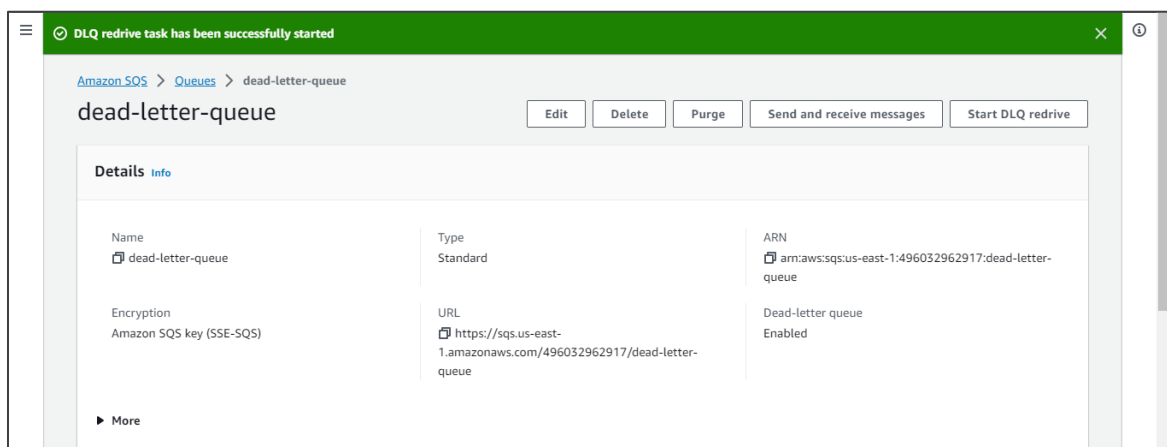 DLQ redrive task has been successfully started
Amazon SQS > Queues > dead-letter-queue
dead-letter-queue
Edit
Delete
Purge
Send and receive messages
Start DLQ redrive
Details Info
Name
dead-letter-queue
Type
Standard
ARN
arn:aws:sqs:us-east-1:496032962917:dead-letter-
queue
Encryption
Amazon SQS key (SSE-SQS)
URL
https://sqs.us-east-
1.amazonaws.com/496032962917/dead-letter-
queue
Dead-letter queue
Enabled
More